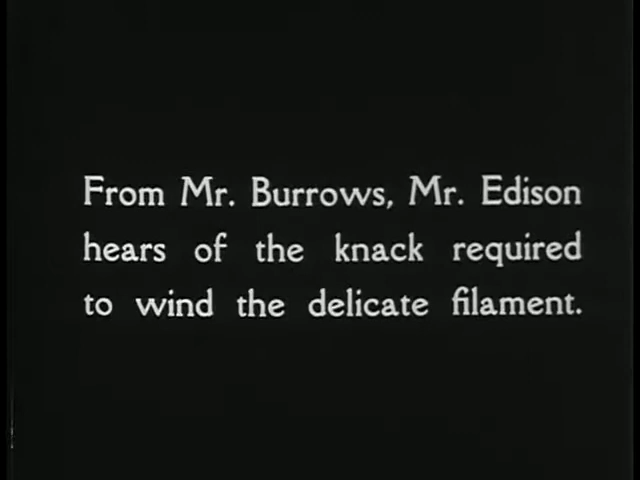 From Mr. Burrows, Mr. Edison
hears of the knack required
to wind the delicate filament.